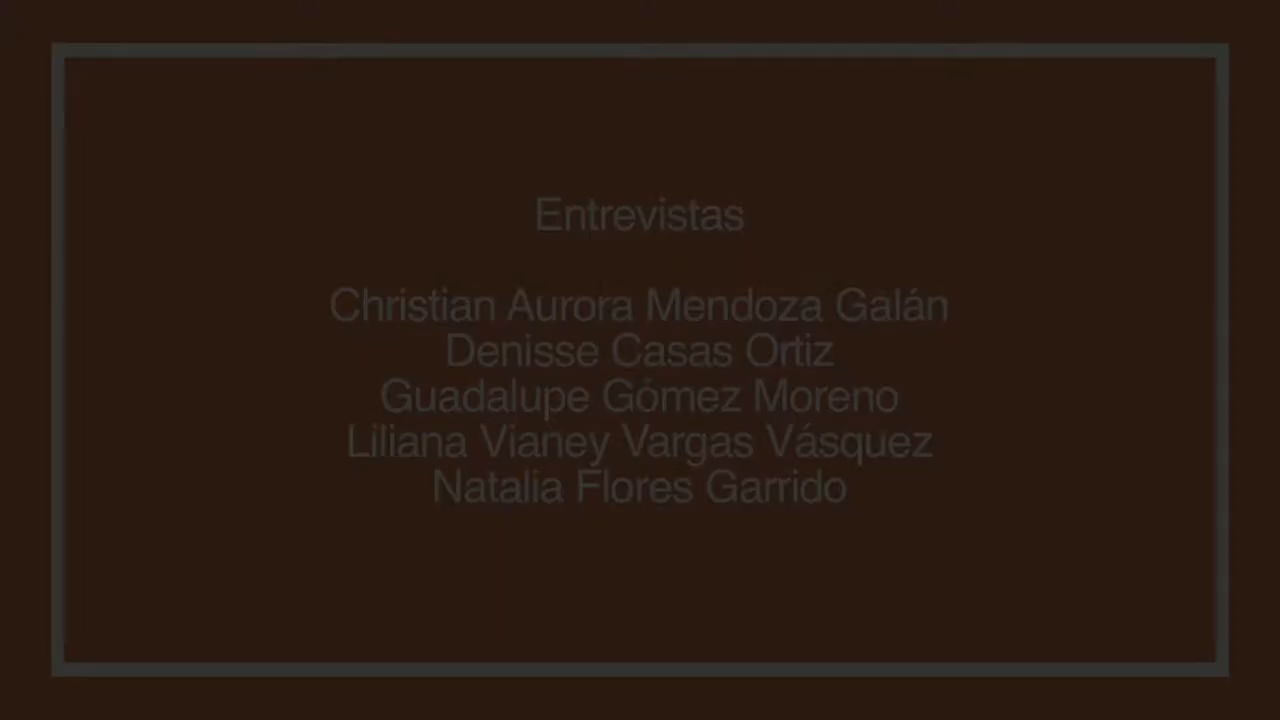 Entrevistas
Christian Aurora Mendoza Galán
Denisse Casas Ortiz
Guadalupe Gómez Moreno
Liliana Vianey Vargas Vásquez
Natalia Flores Garrido